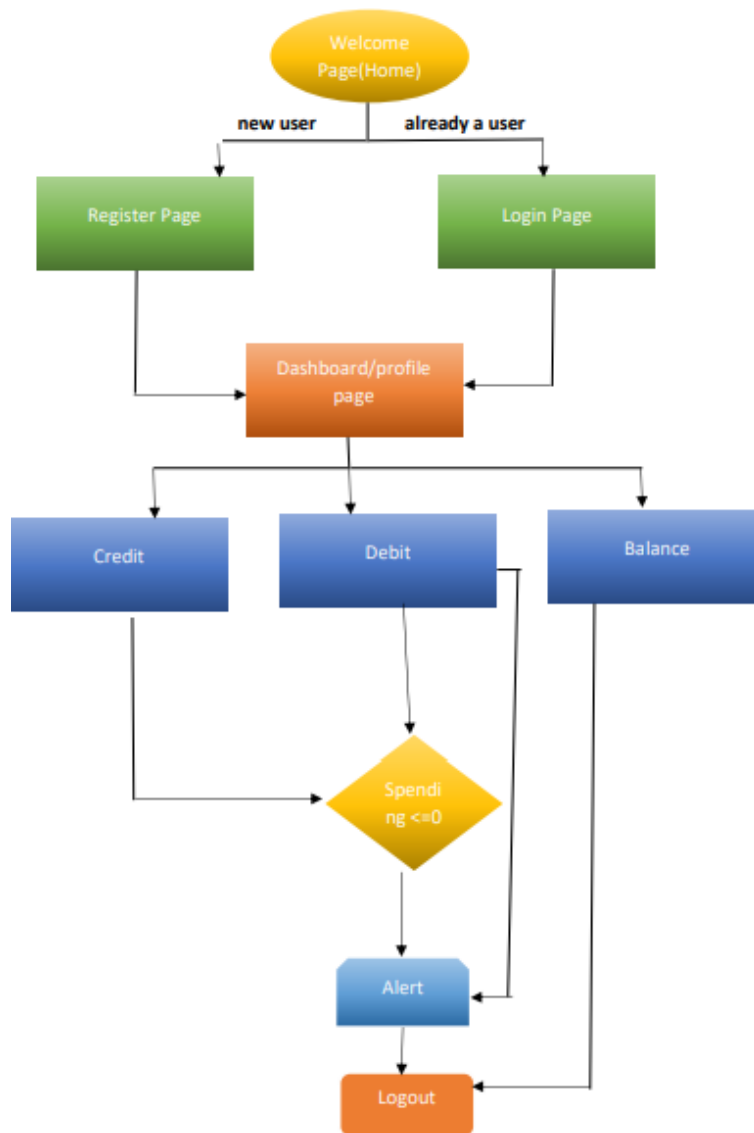 Welcome
Page(Home)
new user
already a user
Register Page
Login Page
Dashboard/profile
page
Credit
Debit
Balance
Spendi
ng <=0
Alert
Logout